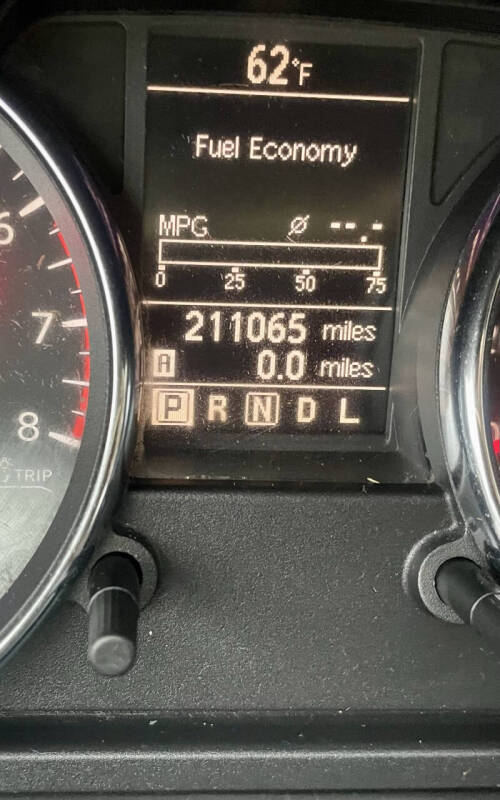 62°F
Fuel Economy
MPG Ø --.-
0 25 50 75
211065 miles
A 0.0 miles
P R N D L
6
7
8
TRIP